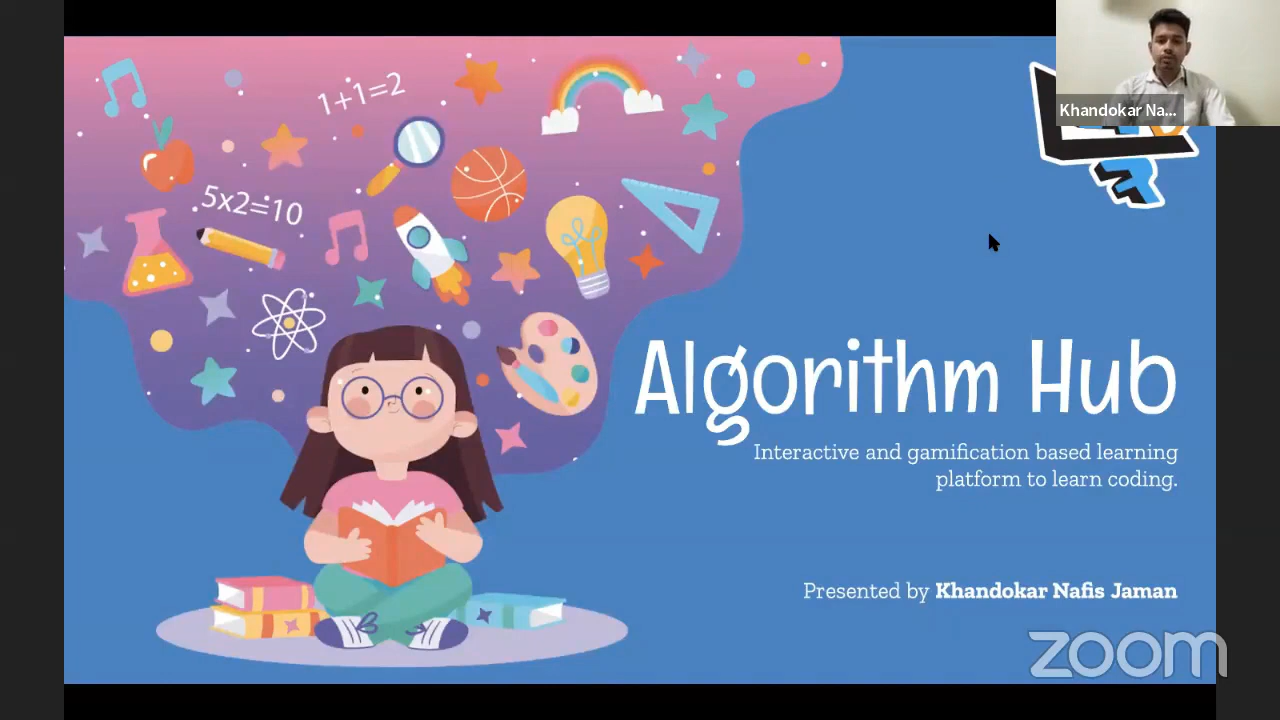 Khandokar Na...
1+1=2
5x2=10
Algorithm Hub
Interactive and gamification based learning
platform to learn coding.
Presented by Khandokar Nafis Jaman
zoom